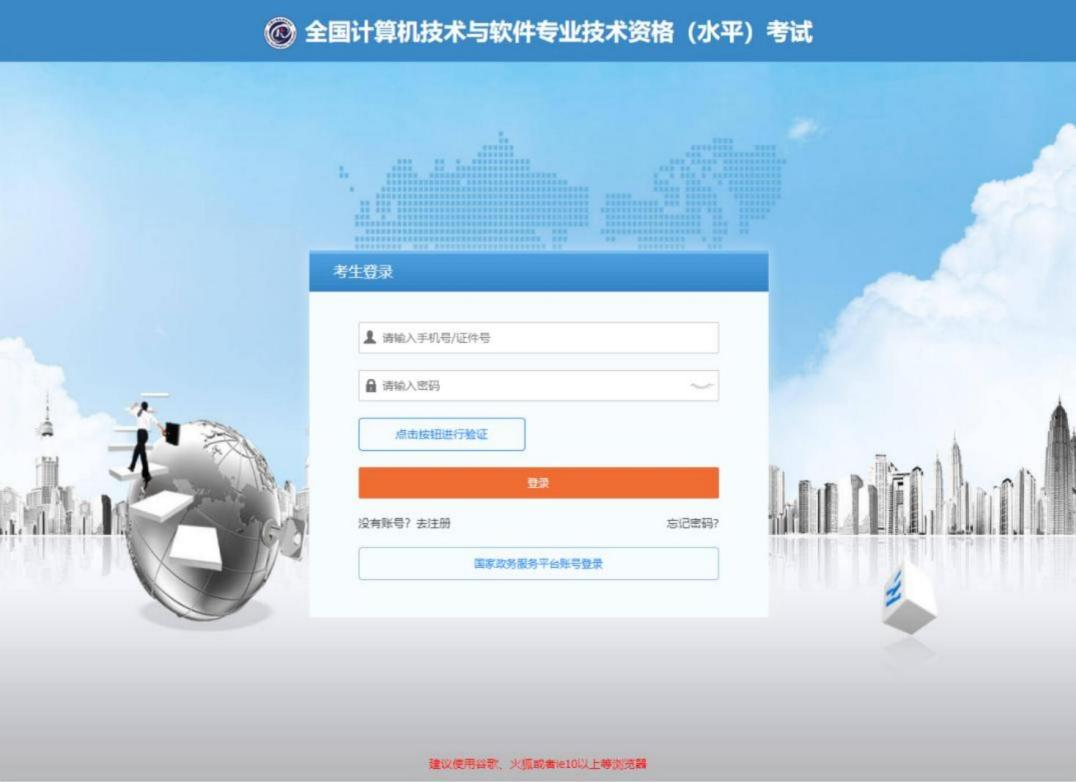 全国计算机技术与软件专业技术资格（水平）考试
考生登录
请输入手机号/证件号
请输入密码
点击按钮进行验证
登录
没有账号？去注册 忘记密码?
国家政务服务平台账号登录
建议使用谷歌、火狐或者ie10以上等浏览器